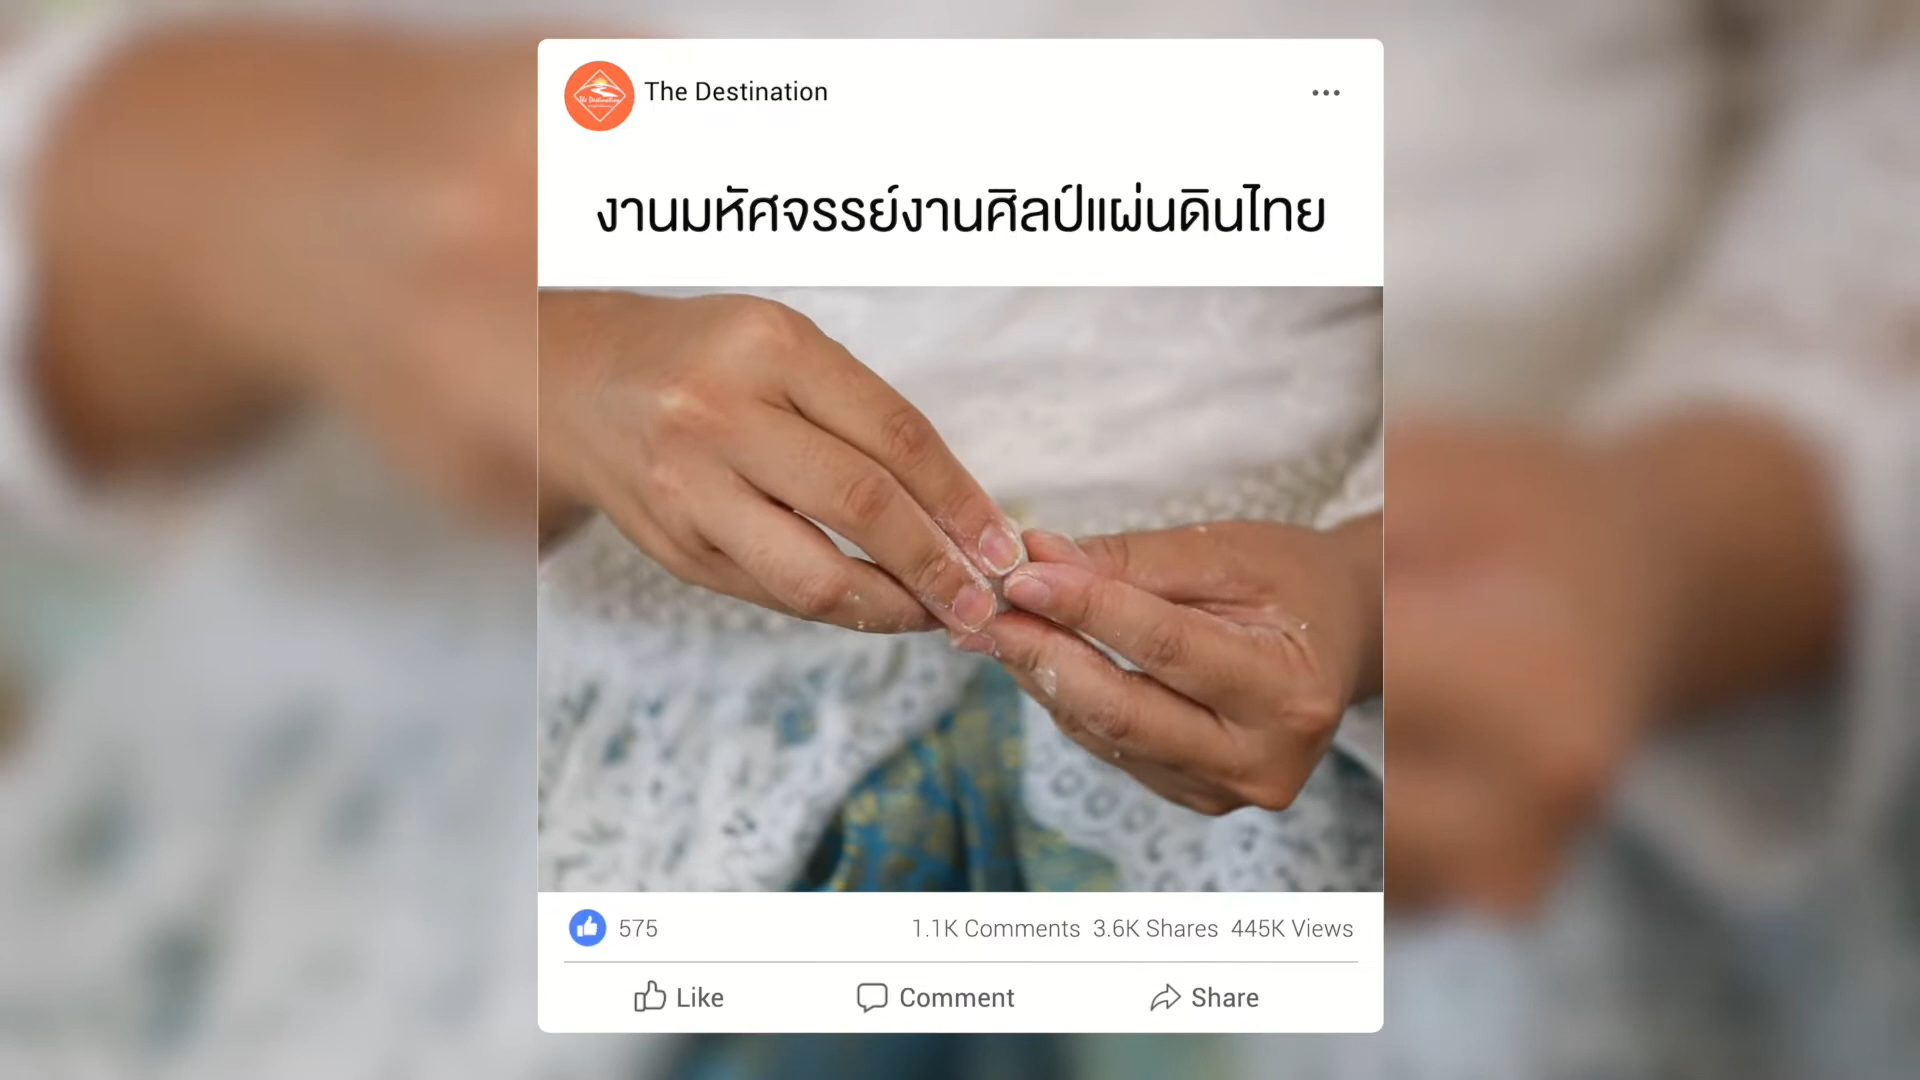 The Destination
The Destination
งานมหัศจรรย์งานศิลป์แผ่นดินไทย
575
1.1K Comments 3.6K Shares 445K Views
Like
Comment
Share